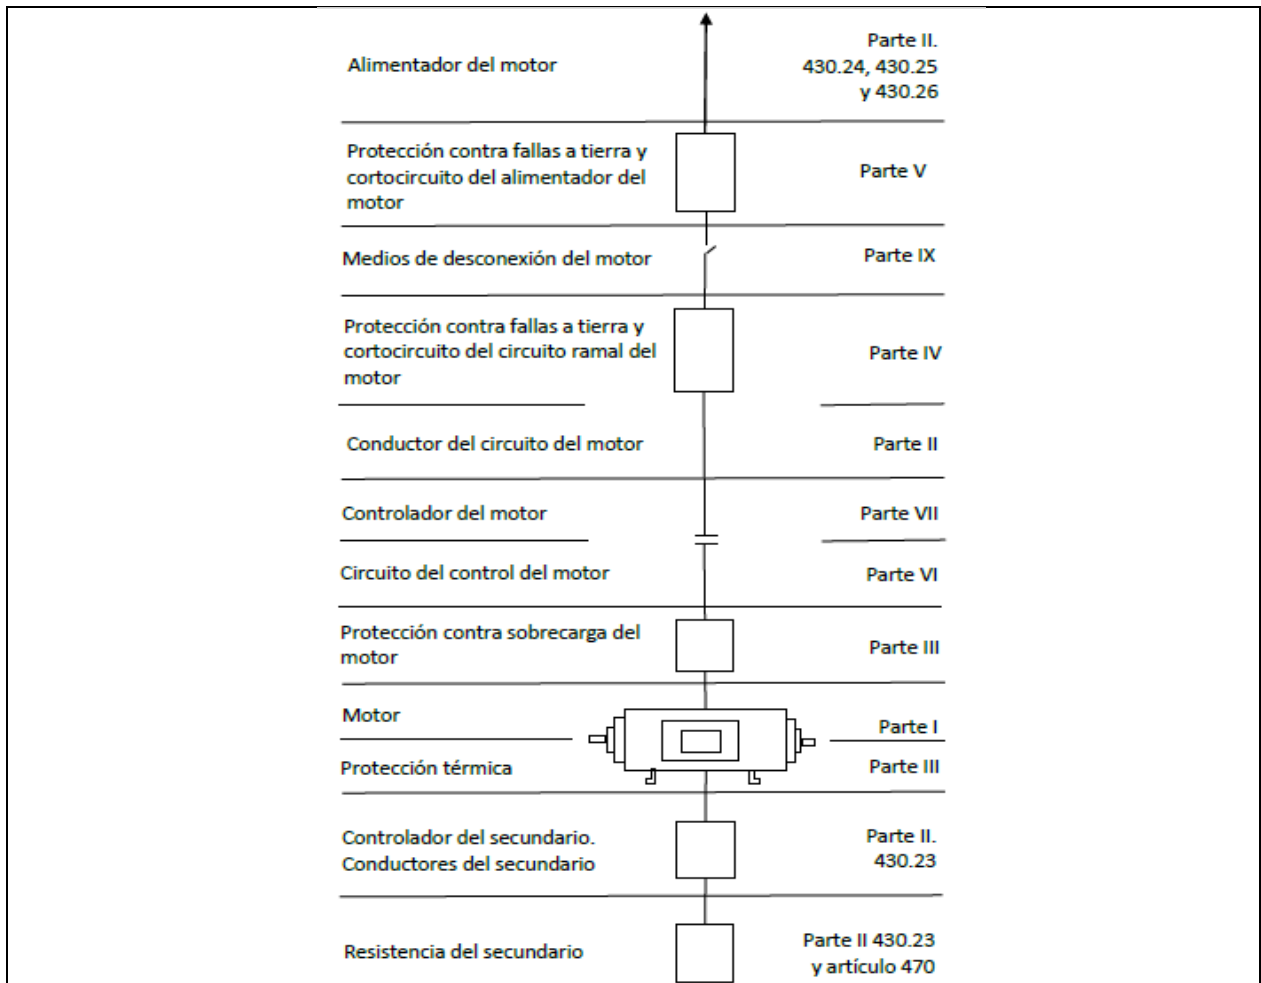 Alimentador del motor
Parte II.
430.24, 430.25
y 430.26
Protección contra fallas a tierra y
cortocircuito del alimentador del
motor
Parte V
Medios de desconexión del motor
Parte IX
Protección contra fallas a tierra y
cortocircuito del circuito ramal del
motor
Parte IV
Conductor del circuito del motor
Parte II
Controlador del motor
Parte VII
Circuito del control del motor
Parte VI
Protección contra sobrecarga del
motor
Parte III
Motor
Parte I
Protección térmica
Parte III
Controlador del secundario.
Conductores del secundario
Parte II.
430.23
Resistencia del secundario
Parte II 430.23
y artículo 470